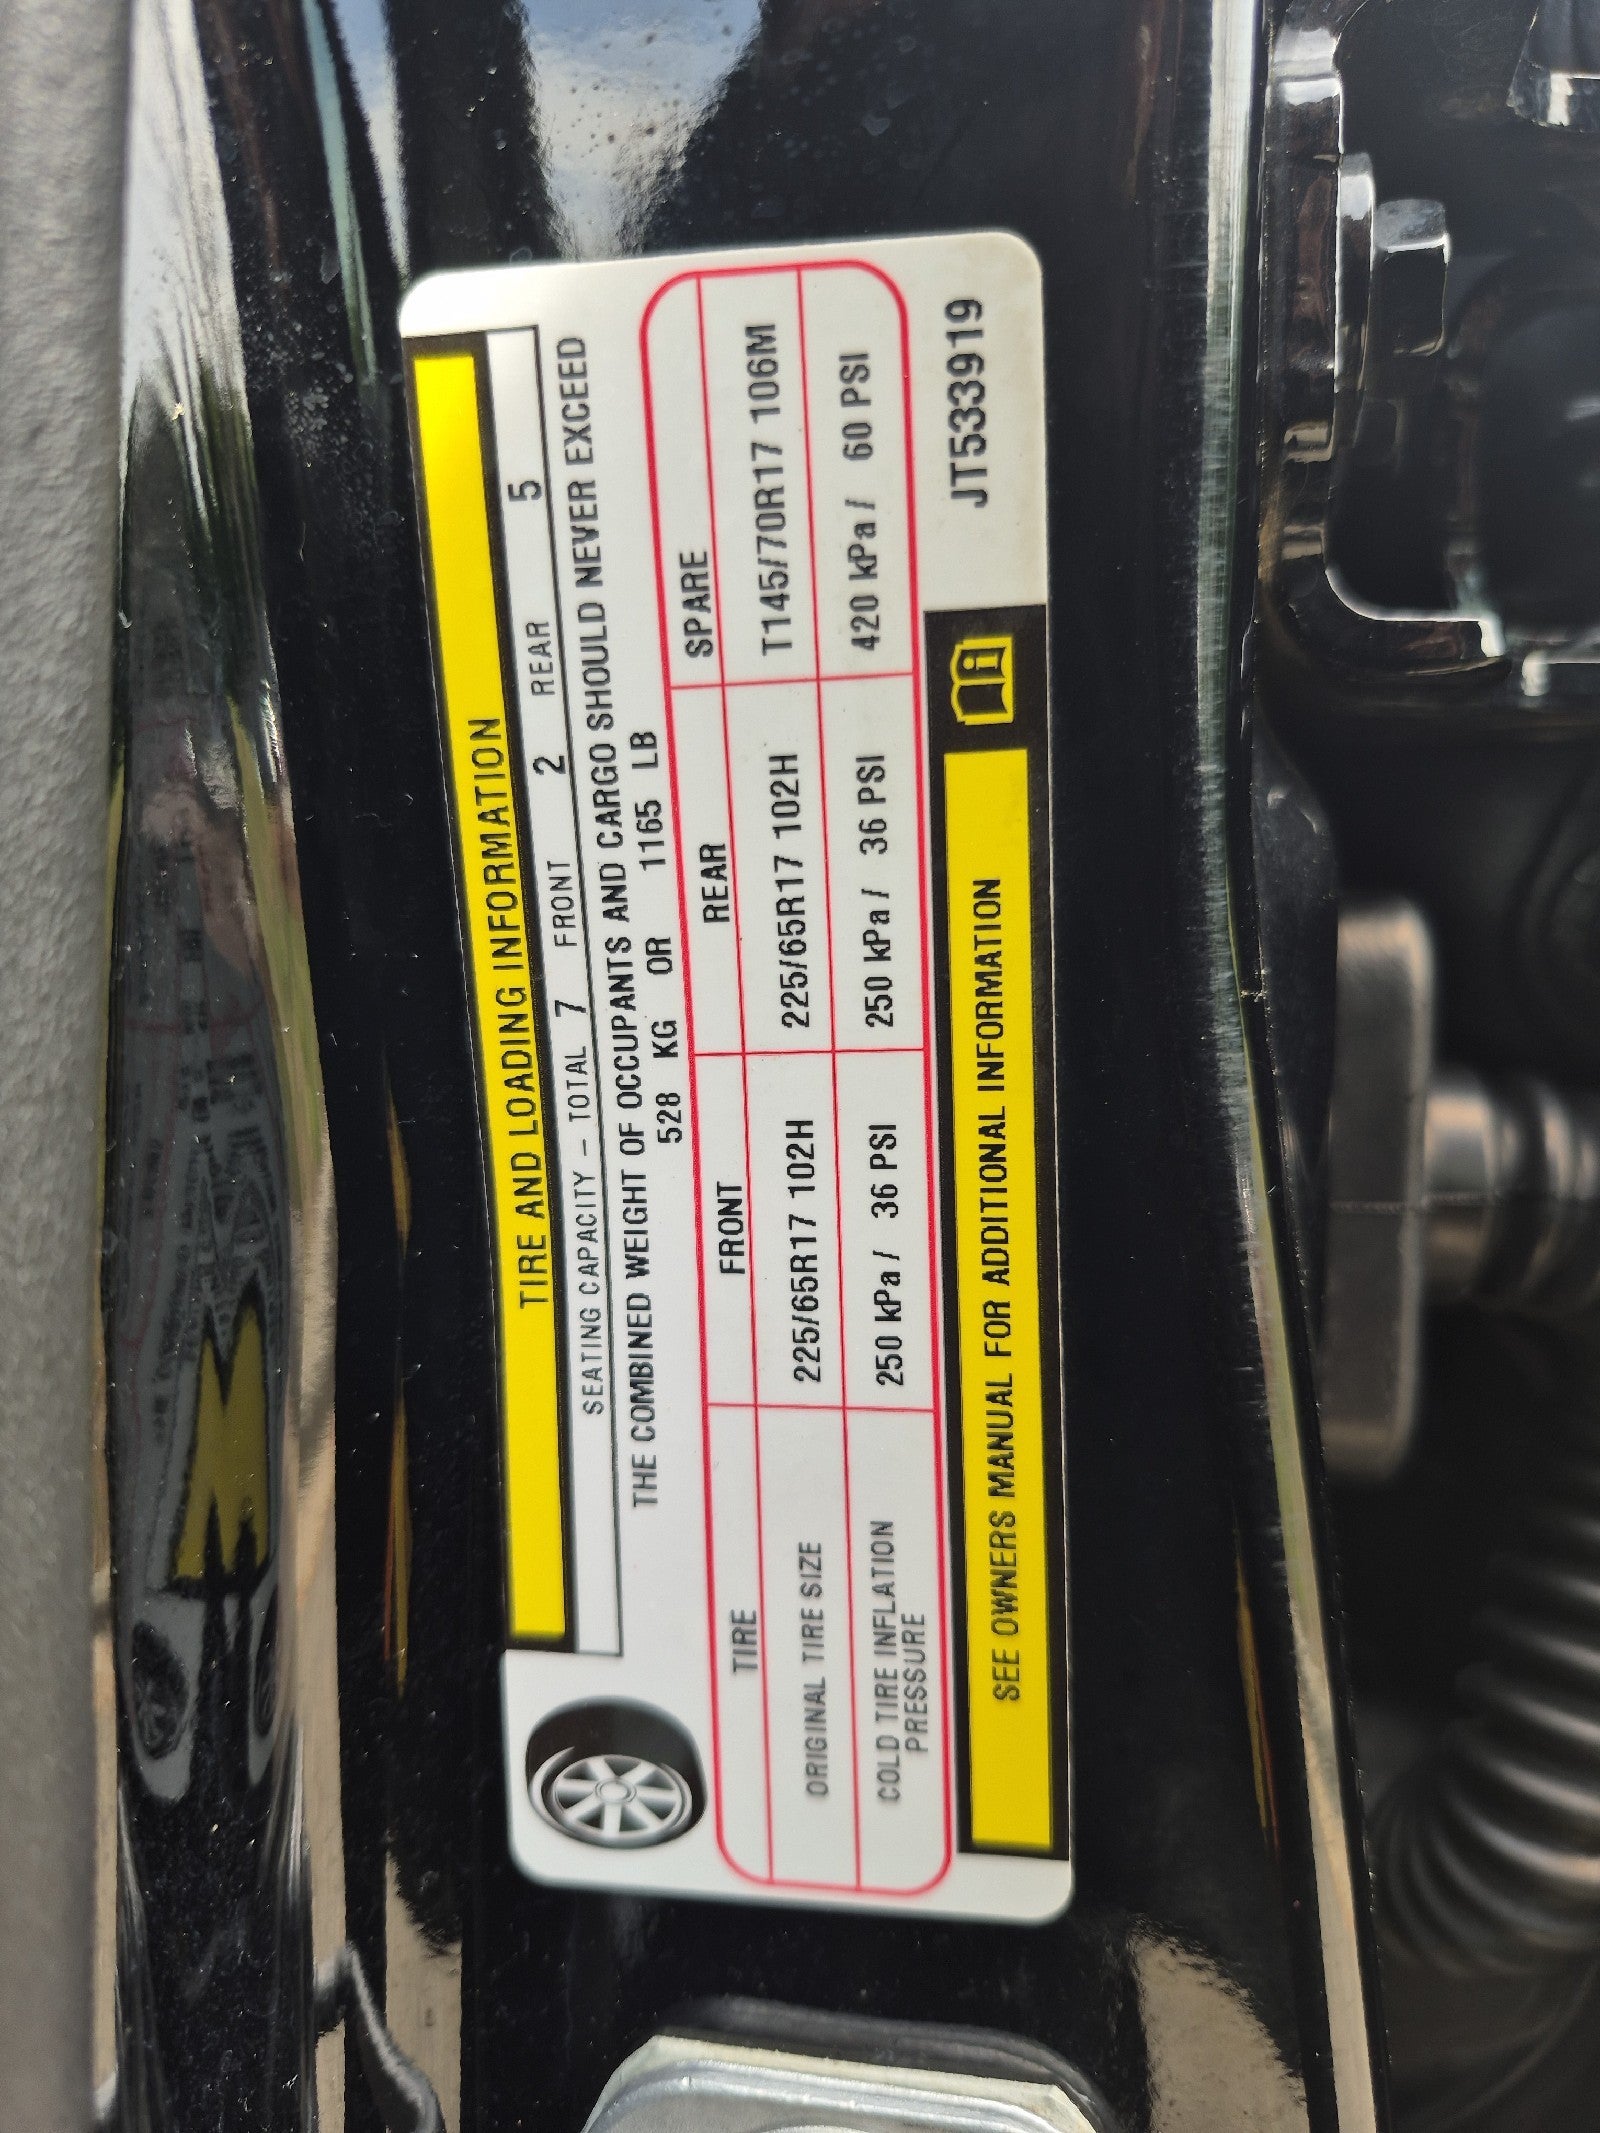 TIRE AND LOADING INFORMATION
SEATING CAPACITY – TOTAL 7 FRONT 2 REAR 5
THE COMBINED WEIGHT OF OCCUPANTS AND CARGO SHOULD NEVER EXCEED
528 KG OR 1165 LB
TIRE FRONT REAR SPARE
ORIGINAL TIRE SIZE 225/65R17 102H 225/65R17 102H T145/70R17 106M
COLD TIRE INFLATION PRESSURE 250 kPa / 36 PSI 250 kPa / 36 PSI 420 kPa / 60 PSI
SEE OWNERS MANUAL FOR ADDITIONAL INFORMATION
JT533919